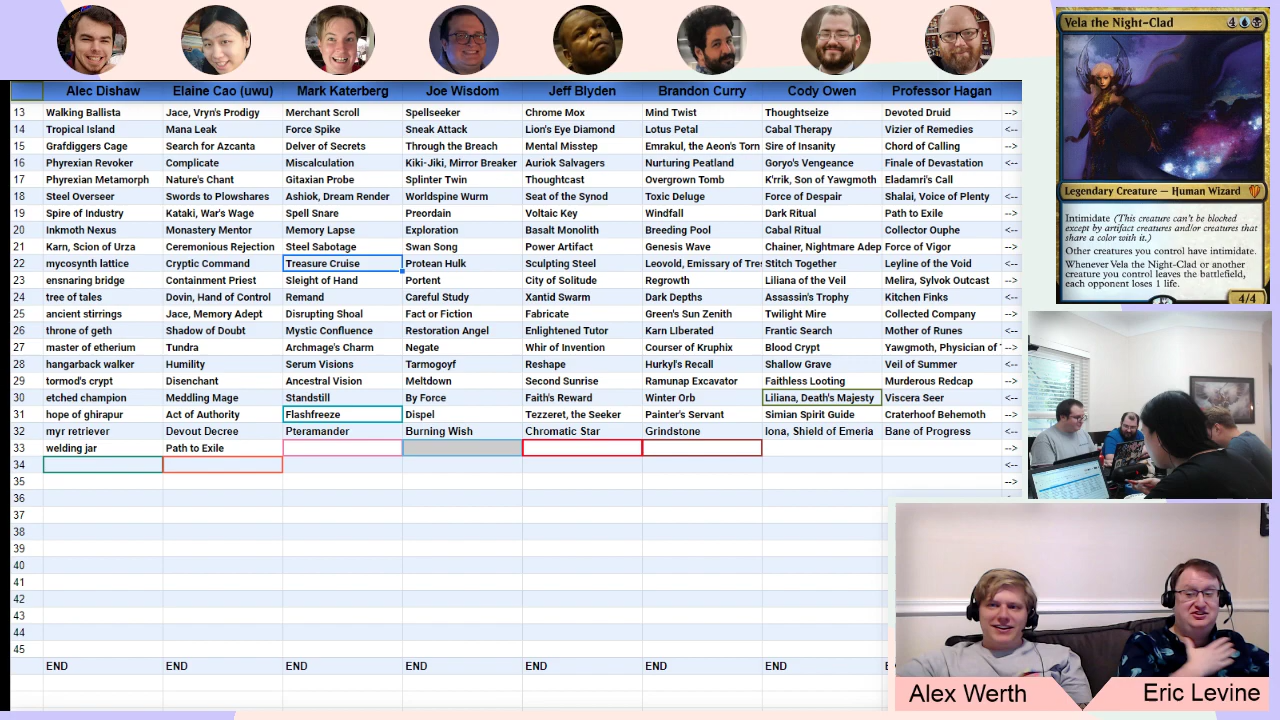 Alec Dishaw Elaine Cao (uwu) Mark Katerberg Joe Wisdom Jeff Blyden Brandon Curry Cody Owen Professor Hagan
13 Walking Ballista Jace, Vryn's Prodigy Merchant Scroll Spellseeker Chrome Mox Mind Twist Thoughtseize Devoted Druid -->
14 Tropical Island Mana Leak Force Spike Sneak Attack Lion's Eye Diamond Lotus Petal Cabal Therapy Vizier of Remedies <--
15 Grafdiggers Cage Search for Azcanta Delver of Secrets Through the Breach Mental Misstep Emrakul, the Aeon's Torn Sire of Insanity Chord of Calling -->
16 Phyrexian Revoker Complicate Miscalculation Kiki-Jiki, Mirror Breaker Auriok Salvagers Nurturing Peatland Goryo's Vengeance Finale of Devastation <--
17 Phyrexian Metamorph Nature's Chant Gitaxian Probe Splinter Twin Thoughtcast Overgrown Tomb K'rrik, Son of Yawgmoth Eladamri's Call -->
18 Steel Overseer Swords to Plowshares Ashiok, Dream Render Worldspine Wurm Seat of the Synod Toxic Deluge Force of Despair Shalai, Voice of Plenty <--
19 Spire of Industry Kataki, War's Wage Spell Snare Preordain Voltaic Key Windfall Dark Ritual Path to Exile -->
20 Inkmoth Nexus Monastery Mentor Memory Lapse Exploration Basalt Monolith Breeding Pool Cabal Ritual Collector Ouphe <--
21 Karn, Scion of Urza Ceremonious Rejection Steel Sabotage Swan Song Power Artifact Genesis Wave Chainer, Nightmare Adep Force of Vigor -->
22 mycosynth lattice Cryptic Command Treasure Cruise Protean Hulk Sculpting Steel Leovold, Emissary of Tres Stitch Together Leyline of the Void <--
23 ensnaring bridge Containment Priest Sleight of Hand Portent City of Solitude Regrowth Liliana of the Veil Melira, Sylvok Outcast -->
24 tree of tales Dovin, Hand of Control Remand Careful Study Xantid Swarm Dark Depths Assassin's Trophy Kitchen Finks <--
25 ancient stirrings Jace, Memory Adept Disrupting Shoal Fact or Fiction Fabricate Green's Sun Zenith Twilight Mire Collected Company -->
26 throne of geth Shadow of Doubt Mystic Confluence Restoration Angel Enlightened Tutor Karn LIberated Frantic Search Mother of Runes <--
27 master of etherium Tundra Archmage's Charm Negate Whir of Invention Courser of Kruphix Blood Crypt Yawgmoth, Physician of T -->
28 hangarback walker Humility Serum Visions Tarmogoyf Reshape Hurkyl's Recall Shallow Grave Veil of Summer <--
29 tormod's crypt Disenchant Ancestral Vision Meltdown Second Sunrise Ramunap Excavator Faithless Looting Murderous Redcap -->
30 etched champion Meddling Mage Standstill By Force Faith's Reward Winter Orb Liliana, Death's Majesty Viscera Seer <--
31 hope of ghirapur Act of Authority Flashfreeze Dispel Tezzeret, the Seeker Painter's Servant Simian Spirit Guide Craterhoof Behemoth -->
32 myr retriever Devout Decree Pteramander Burning Wish Chromatic Star Grindstone Iona, Shield of Emeria Bane of Progress <--
33 welding jar Path to Exile -->
34 <--
35 -->
36
37
38
39
40
41
42
43
44
45
END END END END END END END
Vela the Night-Clad 4
Legendary Creature — Human Wizard
Intimidate (This creature can't be blocked
except by artifact creatures and/or creatures that
share a color with it.)
Other creatures you control have intimidate.
Whenever Vela the Night-Clad or another
creature you control leaves the battlefield,
each opponent loses 1 life.
4/4
Alex Werth
Eric Levine